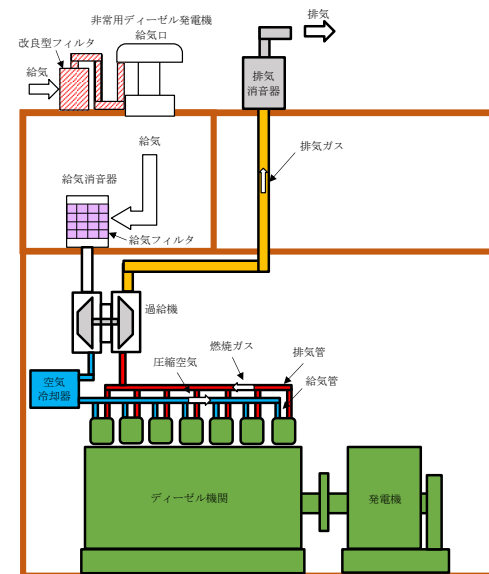 排気
非常用ディーゼル発電機
給気口
改良型フィルタ
給気
排気
消音器
給気
排気ガス
給気消音器
給気フィルタ
過給機
燃焼ガス
排気管
圧縮空気
空気
冷却器
給気管
ディーゼル機関
発電機